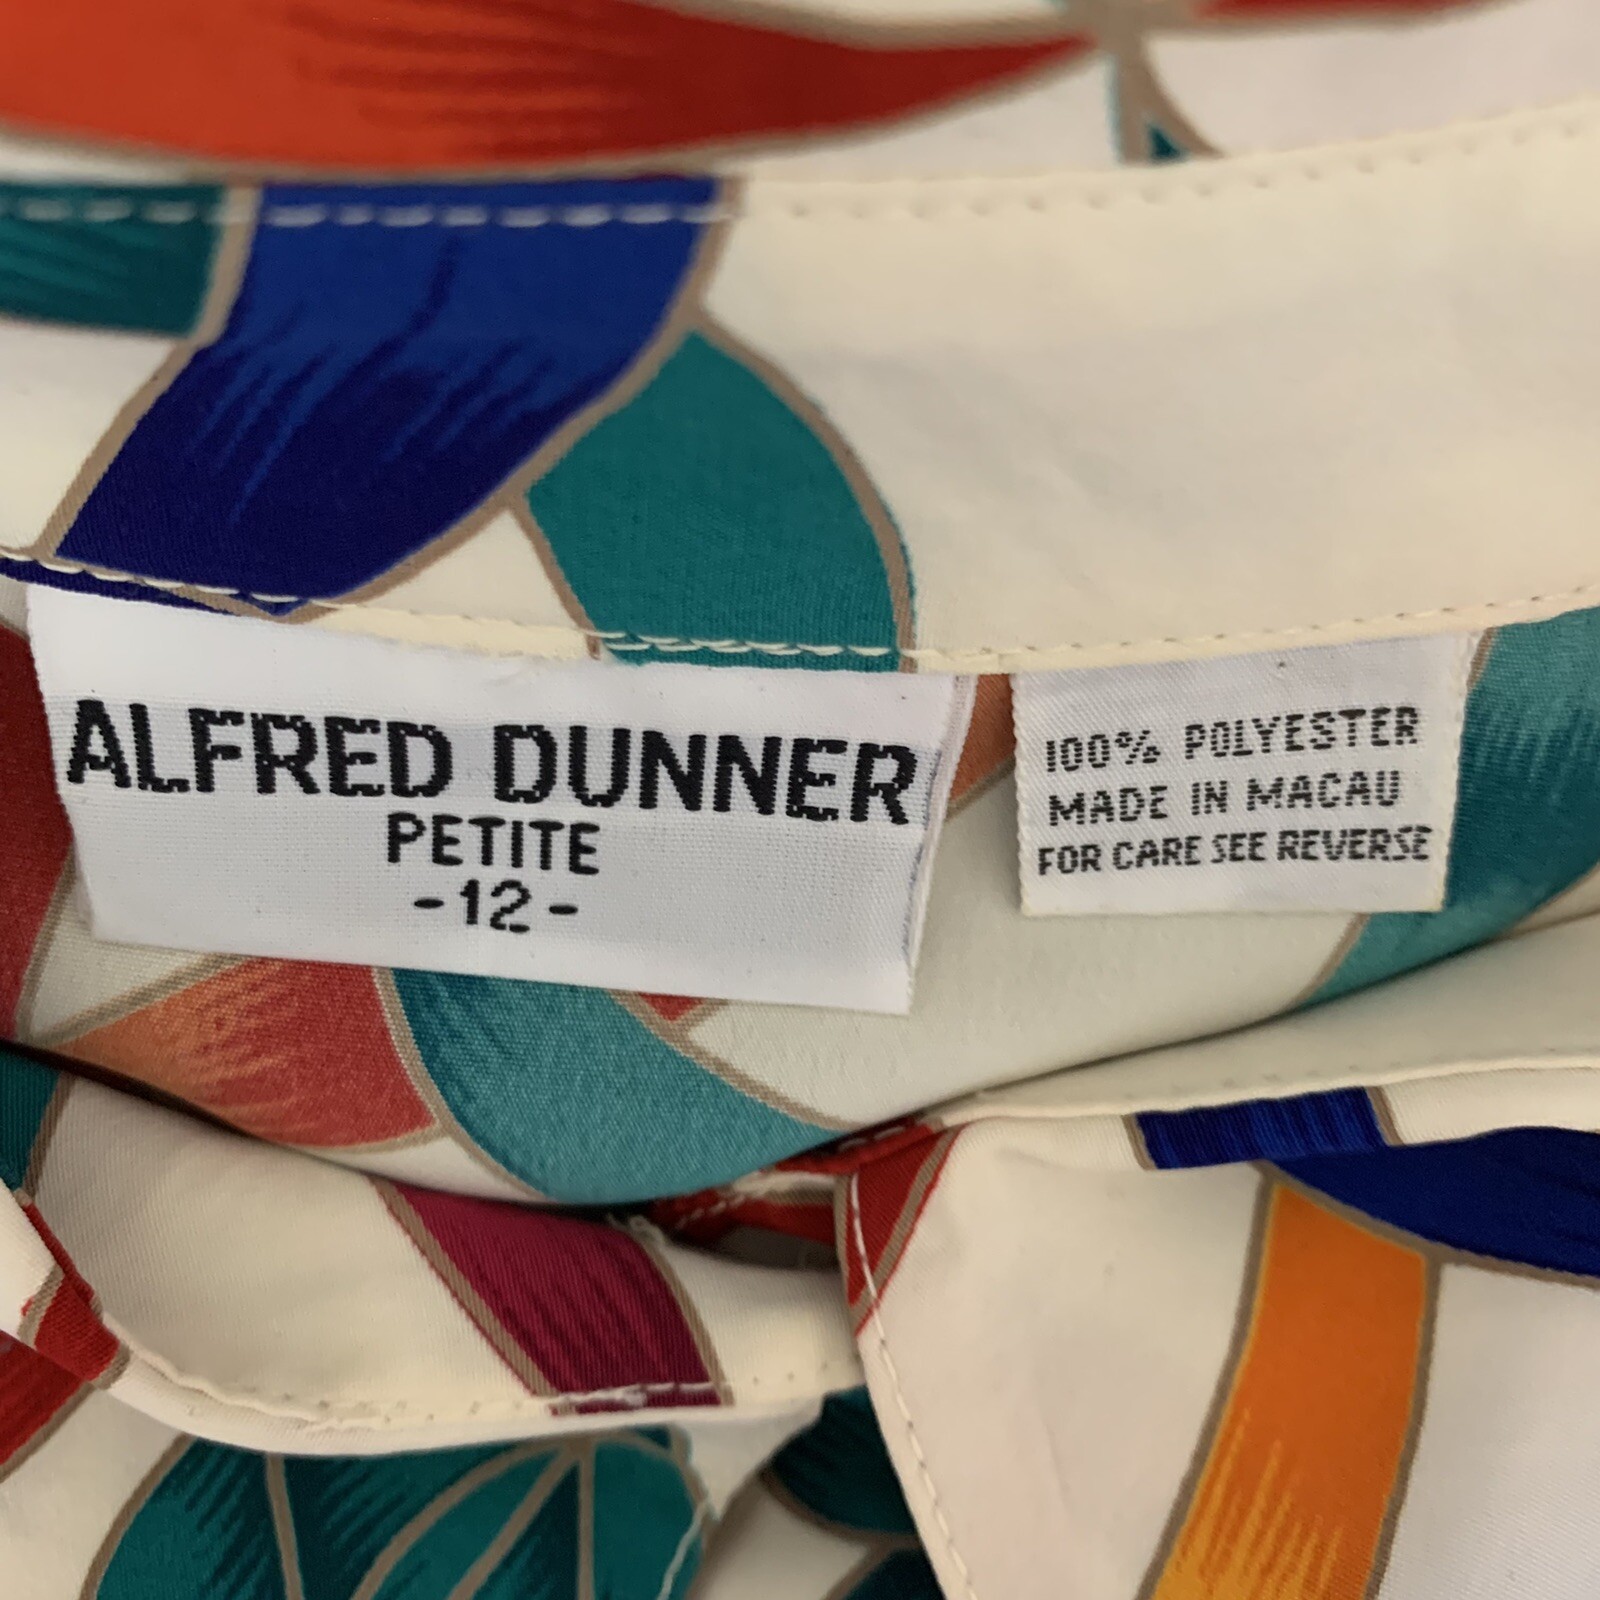 ALFRED DUNNER
PETITE
-12-
100% POLYESTER
MADE IN MACAU
FOR CARE SEE REVERSE